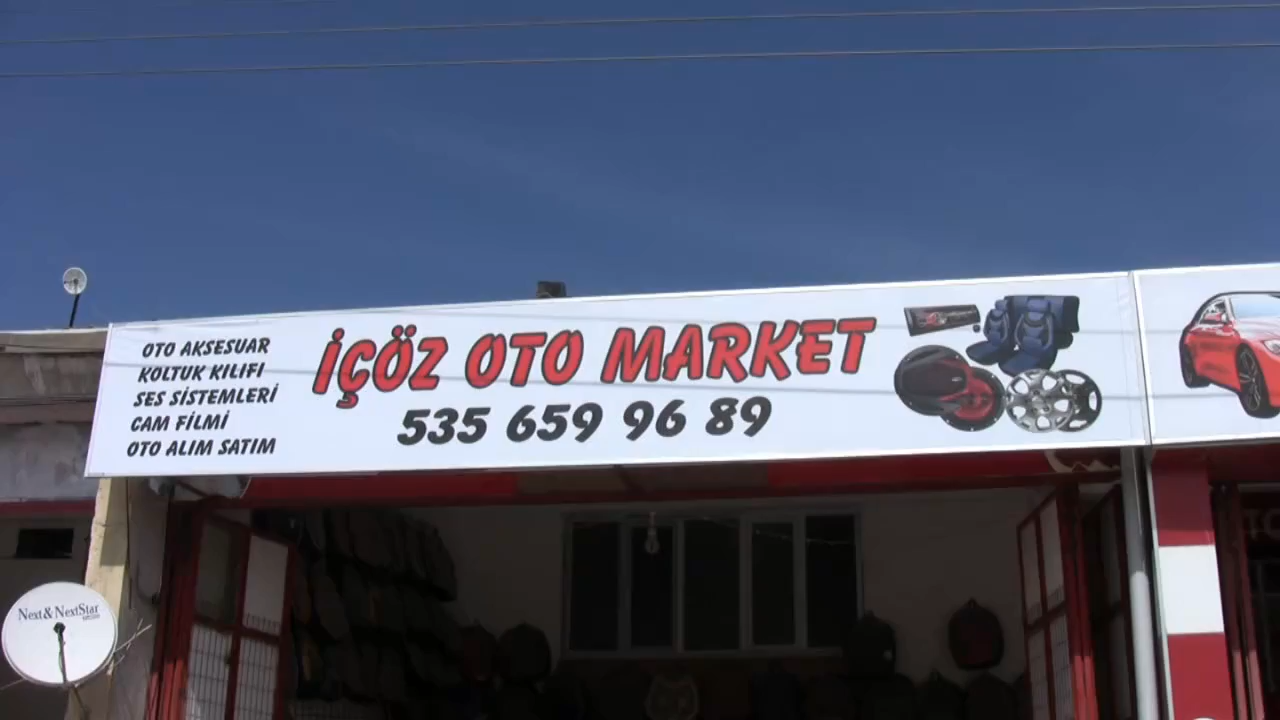 OTO AKSESUAR
KOLTUK KILIFI
SES SİSTEMLERİ
CAM FİLMİ
OTO ALIM SATIM
İÇÖZ OTO MARKET
535 659 96 89
Next&NextStar